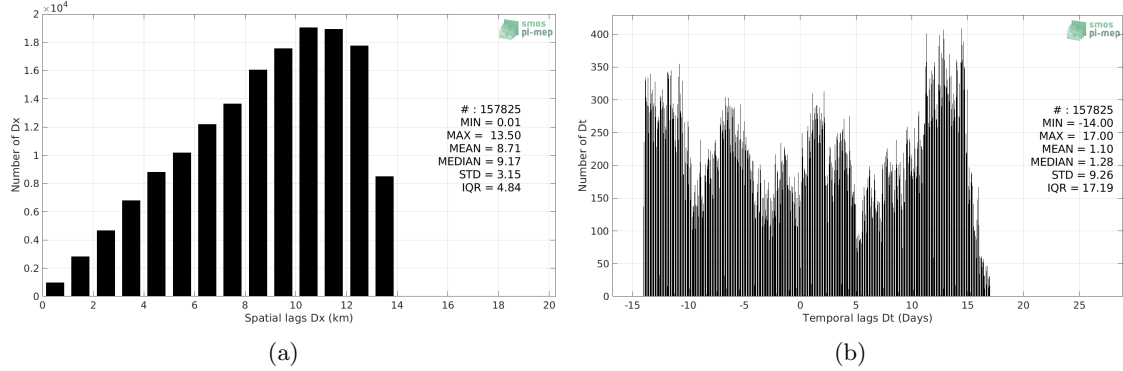 ×10⁴
2
1.8
1.6
1.4
1.2
1
0.8
0.6
0.4
0.2
0
0 2 4 6 8 10 12 14 16 18 20
Number of Dx
Spatial lags Dx (km)
smos
pi-mep
# : 157825
MIN = 0.01
MAX = 13.50
MEAN = 8.71
MEDIAN = 9.17
STD = 3.15
IQR = 4.84
(a)
400
350
300
250
200
150
100
50
0
-15 -10 -5 0 5 10 15 20 25
Number of Dt
Temporal lags Dt (Days)
smos
pi-mep
# : 157825
MIN = -14.00
MAX = 17.00
MEAN = 1.10
MEDIAN = 1.28
STD = 9.26
IQR = 17.19
(b)